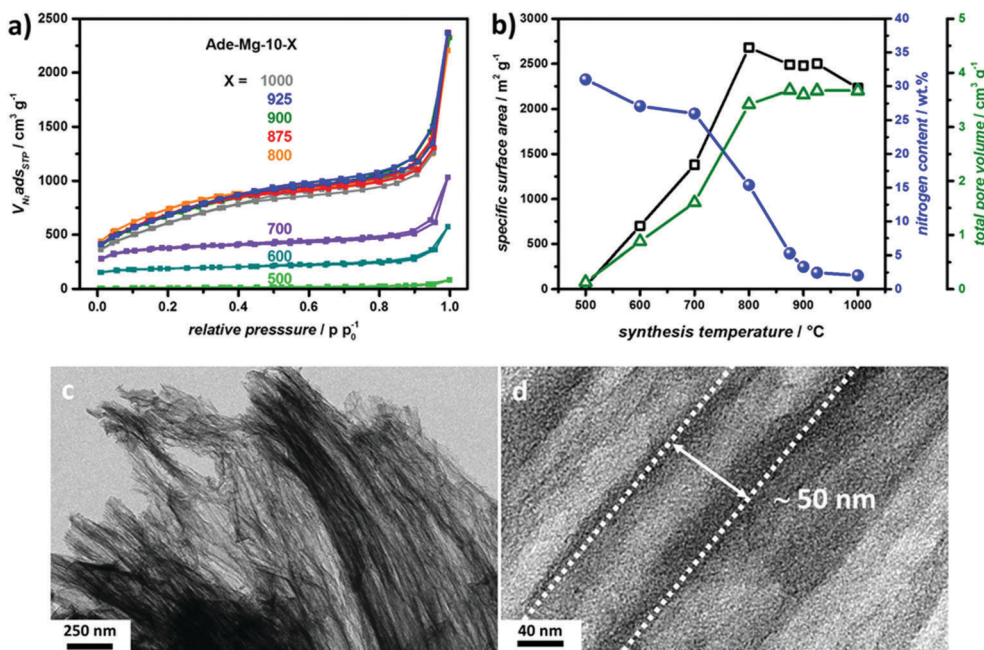 a)
2500
2000
1500
1000
500
0
V_N₂ads_STP / cm³ g⁻¹
Ade-Mg-10-X
X = 1000
925
900
875
800
700
600
500
0.0 0.2 0.4 0.6 0.8 1.0
relative presssure / p p₀⁻¹
b)
3000
2500
2000
1500
1000
500
0
specific surface area / m² g⁻¹
500 600 700 800 900 1000
synthesis temperature / °C
40
35
30
25
20
15
10
5
0
nitrogen content / wt.%
5
4
3
2
1
0
total pore volume / cm³ g⁻¹
c
250 nm
d
~ 50 nm
40 nm